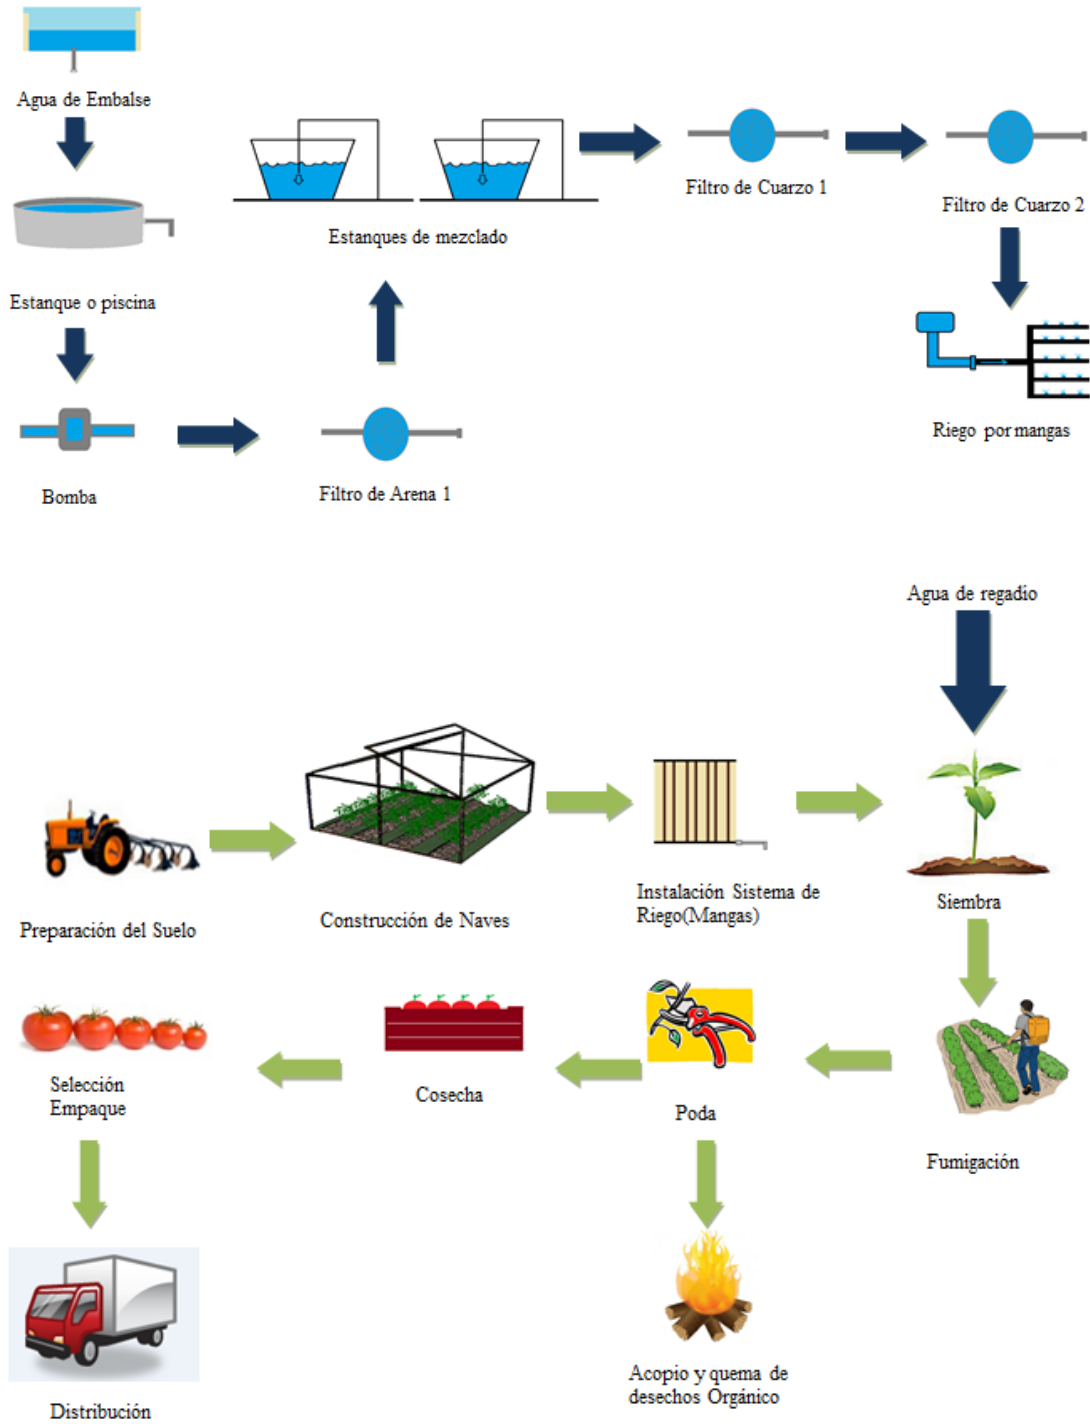 Agua de Embalse
Estanque o piscina
Bomba
Filtro de Arena 1
Estanques de mezclado
Filtro de Cuarzo 1
Filtro de Cuarzo 2
Riego por mangas
Agua de regadío
Preparación del Suelo
Construcción de Naves
Instalación Sistema de
Riego(Mangas)
Siembra
Fumigación
Poda
Cosecha
Selección
Empaque
Acopio y quema de
desechos Orgánico
Distribución